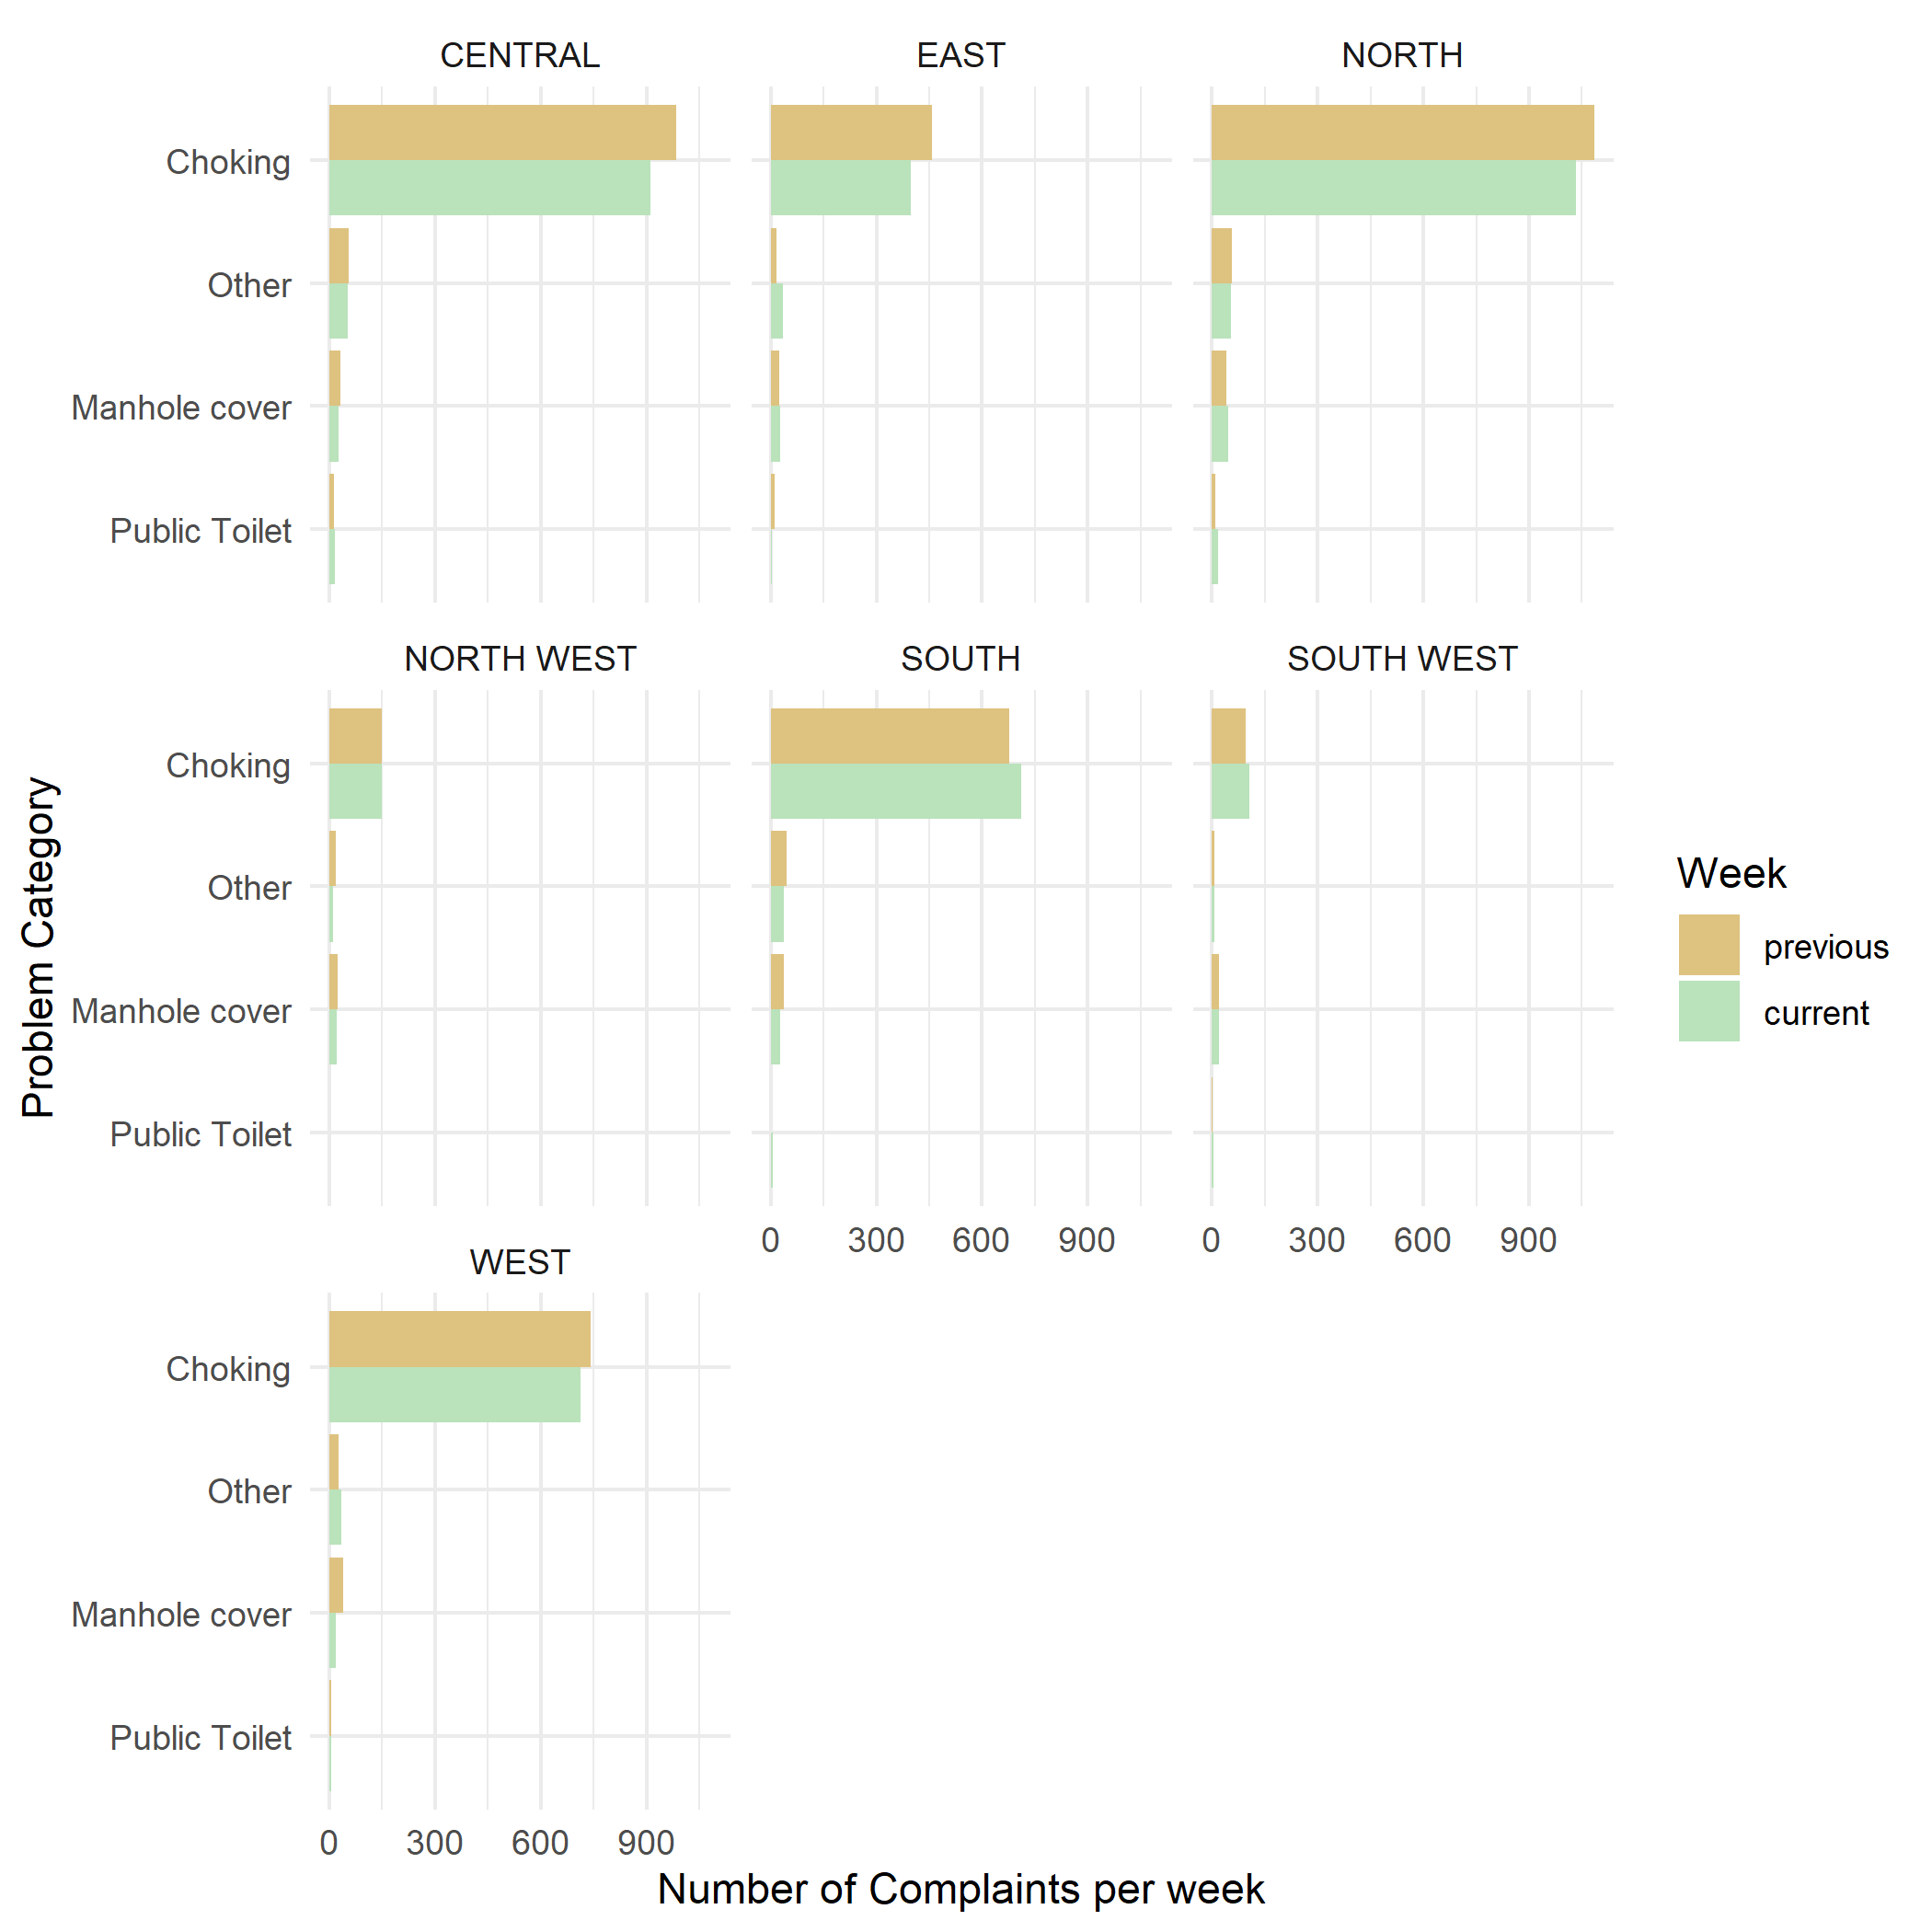 CENTRAL
EAST
NORTH
Choking
Other
Manhole cover
Public Toilet
NORTH WEST
SOUTH
SOUTH WEST
Choking
Other
Manhole cover
Public Toilet
0 300 600 900
0 300 600 900
WEST
Choking
Other
Manhole cover
Public Toilet
0 300 600 900
Number of Complaints per week
Problem Category
Week
previous
current